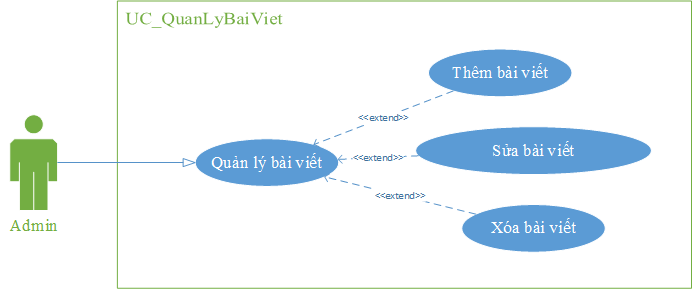 UC_QuanLyBaiViet
Thêm bài viết
<<extend>>
Quản lý bài viết
<<extend>>
Sửa bài viết
<<extend>>
Xóa bài viết
Admin